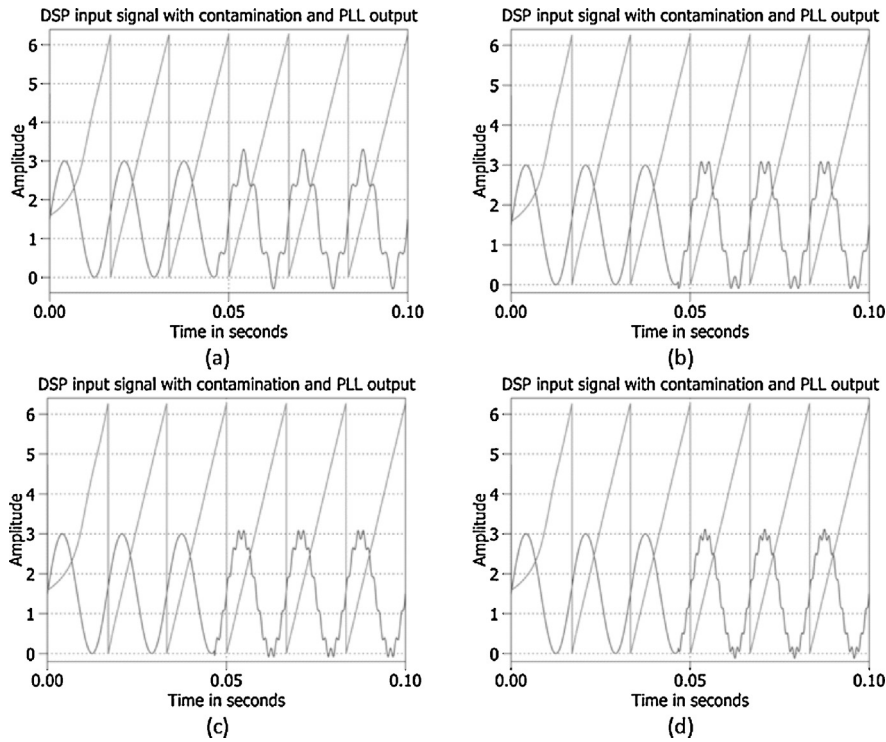 DSP input signal with contamination and PLL output
Amplitude
6
5
4
3
2
1
0
0.00 0.05 0.10
Time in seconds
(a)
DSP input signal with contamination and PLL output
Amplitude
6
5
4
3
2
1
0
0.00 0.05 0.10
Time in seconds
(b)
DSP input signal with contamination and PLL output
Amplitude
6
5
4
3
2
1
0
0.00 0.05 0.10
Time in seconds
(c)
DSP input signal with contamination and PLL output
Amplitude
6
5
4
3
2
1
0
0.00 0.05 0.10
Time in seconds
(d)